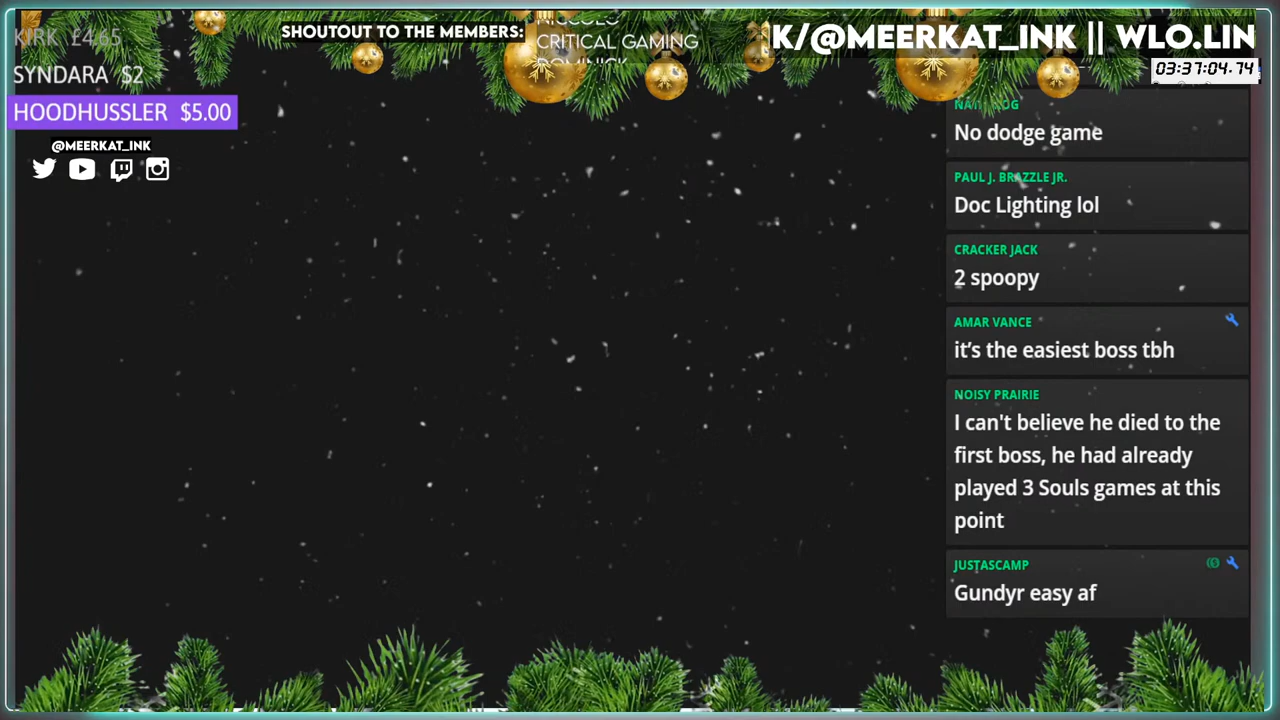 KIRK £4.65
SYNDARA $2
HOODHUSSLER $5.00
@MEERKAT_INK
SHOUTOUT TO THE MEMBERS:
CRITICAL GAMING
DOMINICK
K/@MEERKAT_INK || WLO.LIN
03:37:04.74
No dodge game
PAUL J. BRAZZLE JR.
Doc Lighting lol
CRACKER JACK
2 spoopy
AMAR VANCE
it’s the easiest boss tbh
NOISY PRAIRIE
I can't believe he died to the
first boss, he had already
played 3 Souls games at this
point
JUSTASCAMP
Gundyr easy af